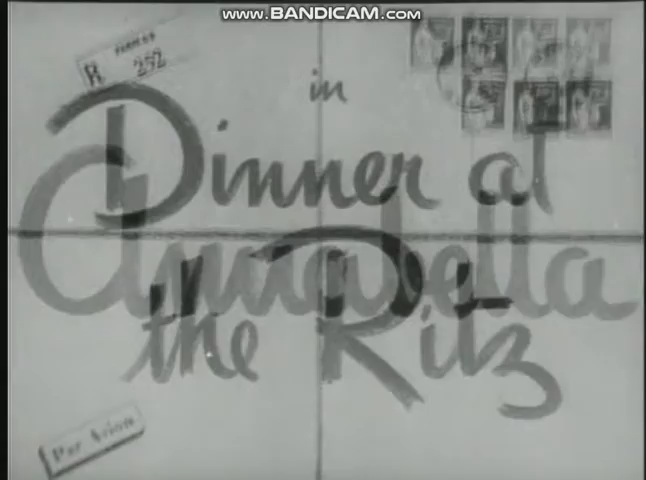 www.BANDICAM.com
R 252
in
Dinner at
Annabella
the Ritz
Par Avion